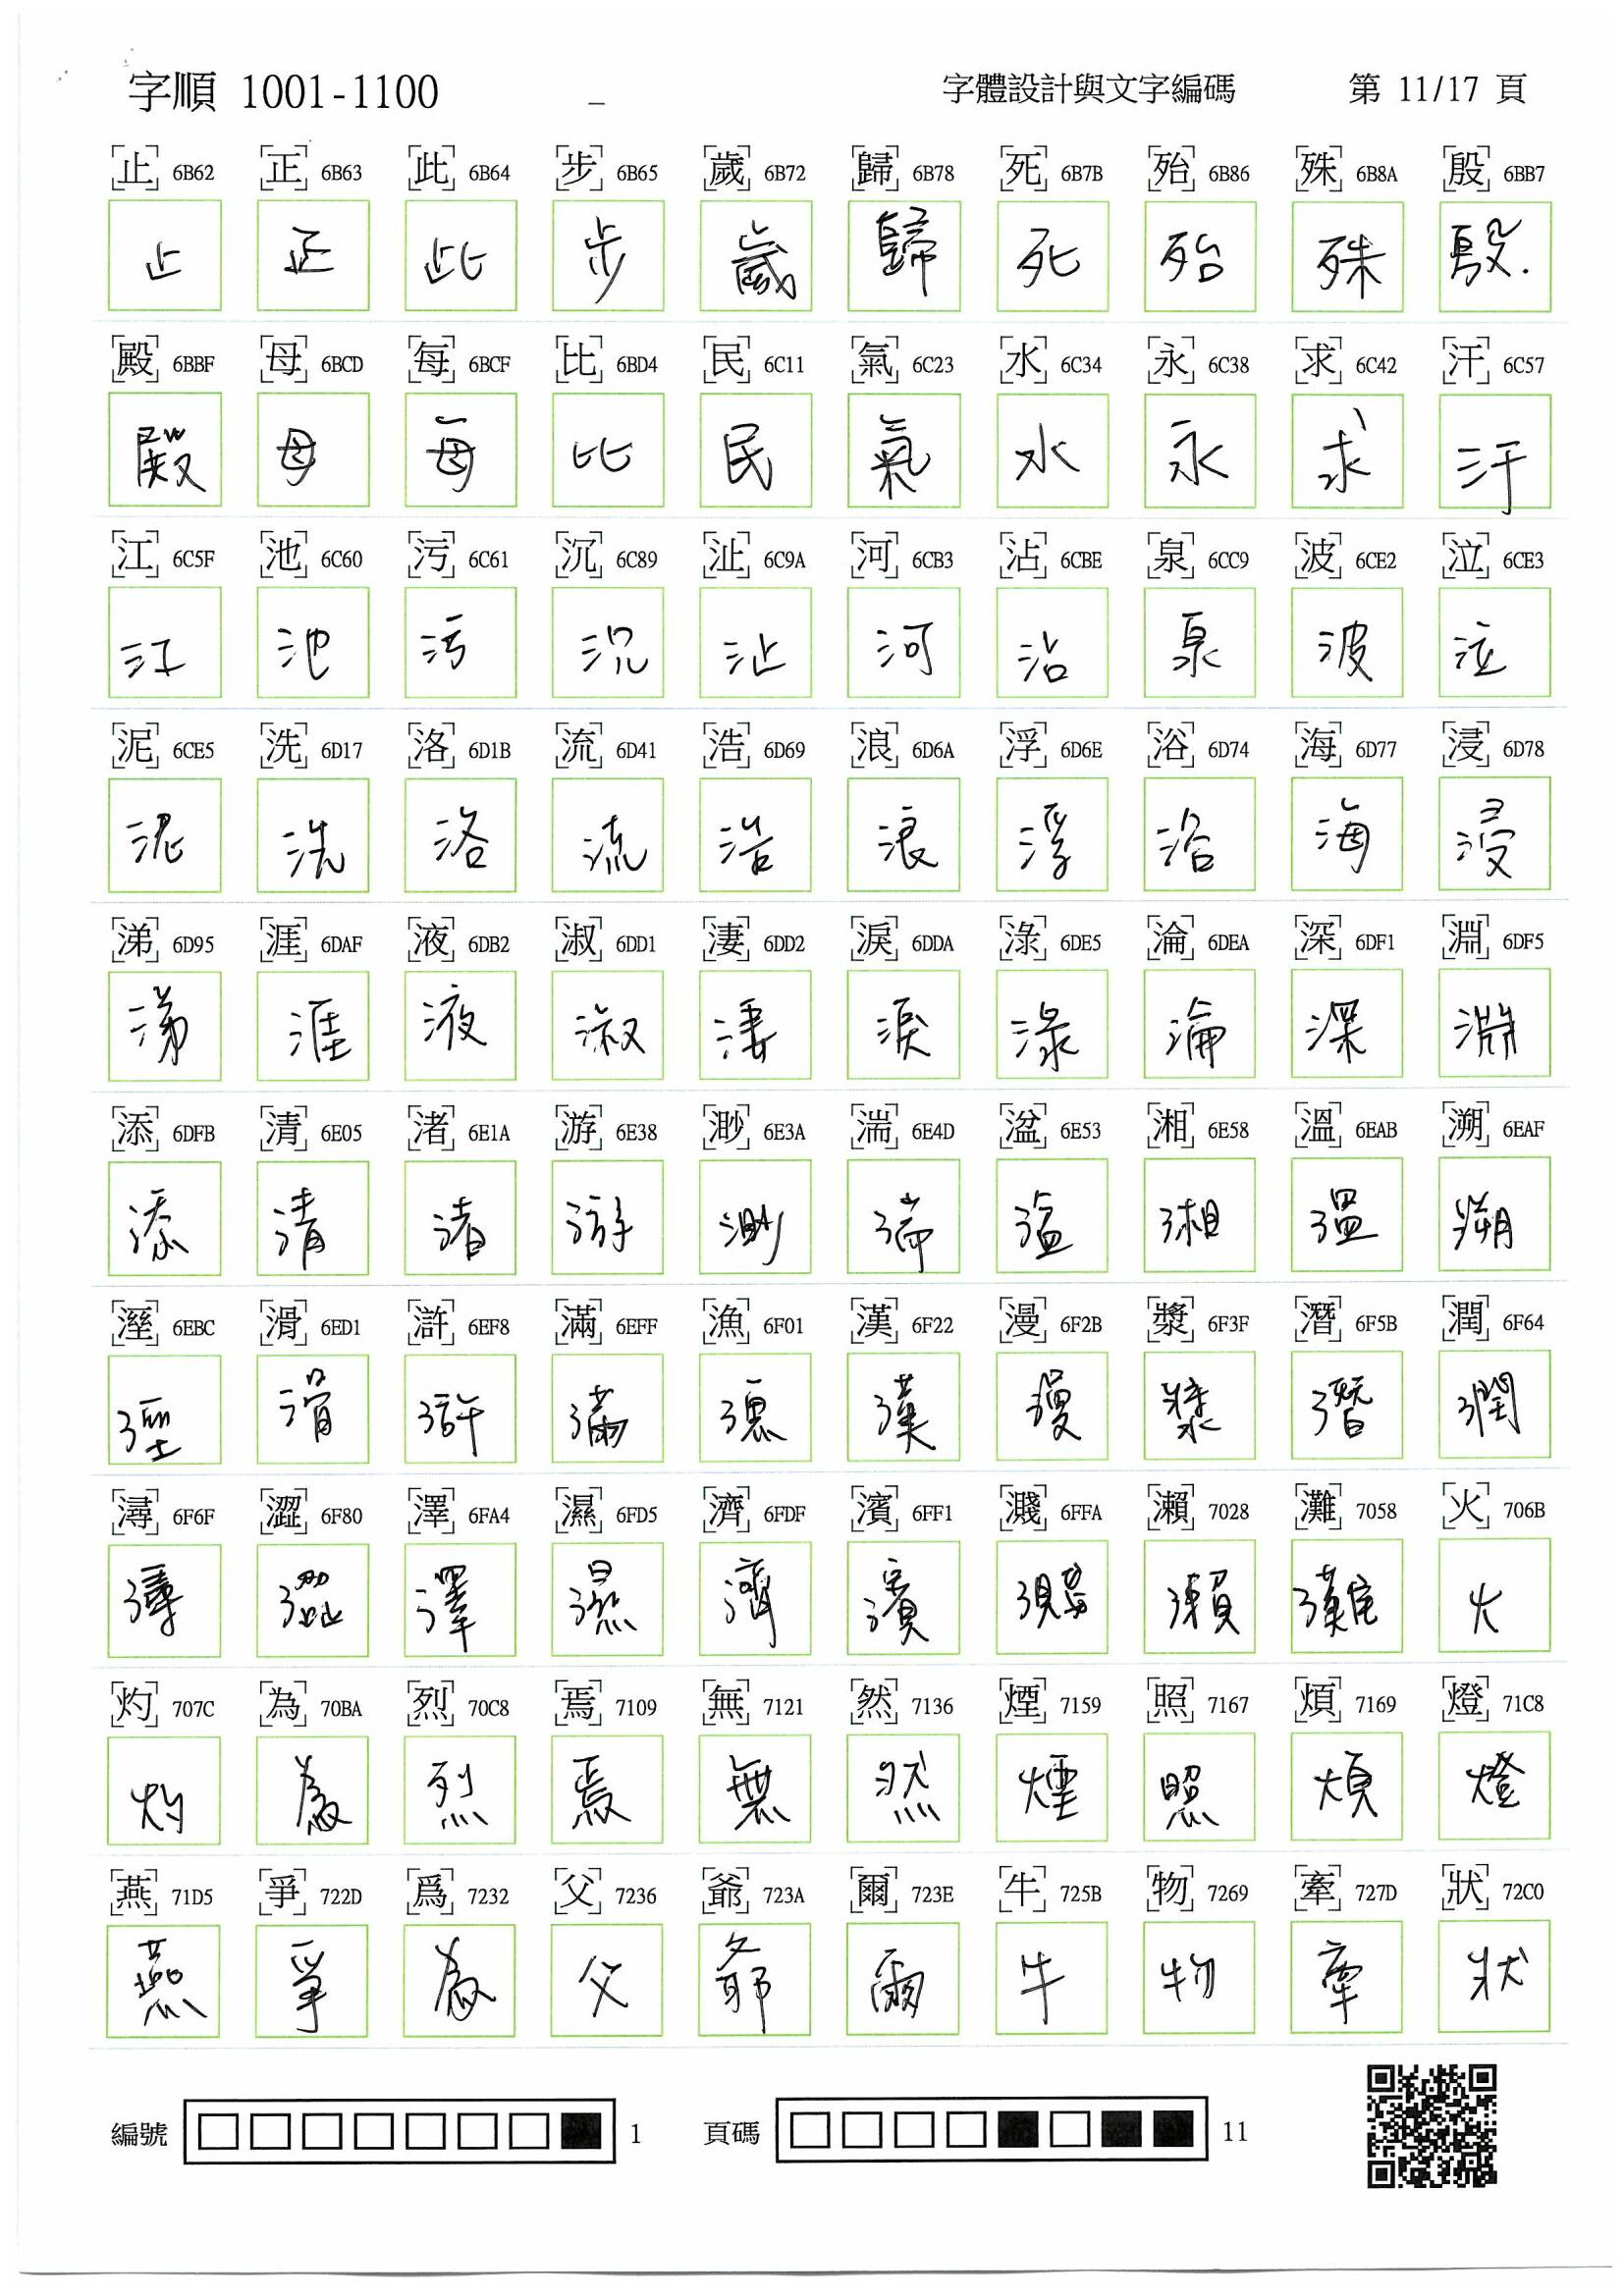 字順 1001-1100 – 字體設計與文字編碼 第 11/17 頁
止 6B62 正 6B63 此 6B64 步 6B65 歲 6B72 歸 6B78 死 6B7B 殆 6B86 殊 6B8A 殷 6BB7
止 正 此 步 歲 歸 死 殆 殊 殷
殿 6BBF 母 6BCD 每 6BCF 比 6BD4 民 6C11 氣 6C23 水 6C34 永 6C38 求 6C42 汗 6C57
殿 母 每 比 民 氣 水 永 求 汗
江 6C5F 池 6C60 污 6C61 沉 6C89 沚 6C9A 河 6CB3 沾 6CBE 泉 6CC9 波 6CE2 泣 6CE3
江 池 污 沉 沚 河 沾 泉 波 泣
泥 6CE5 洗 6D17 洛 6D1B 流 6D41 浩 6D69 浪 6D6A 浮 6D6E 浴 6D74 海 6D77 浸 6D78
泥 洗 洛 流 浩 浪 浮 浴 海 浸
涕 6D95 涯 6DAF 液 6DB2 淑 6DD1 淒 6DD2 淚 6DDA 淥 6DE5 淪 6DEA 深 6DF1 淵 6DF5
涕 涯 液 淑 淒 淚 淥 淪 深 淵
添 6DFB 清 6E05 渚 6E1A 游 6E38 渺 6E3A 湍 6E4D 湓 6E53 湘 6E58 溫 6EAB 溯 6EAF
添 清 渚 游 渺 湍 湓 湘 溫 溯
溼 6EBC 滑 6ED1 滸 6EF8 滿 6EFF 漁 6F01 漢 6F22 漫 6F2B 漿 6F3F 潛 6F5B 潤 6F64
溼 滑 滸 滿 漁 漢 漫 漿 潛 潤
潯 6F6F 澀 6F80 澤 6FA4 濕 6FD5 濟 6FDF 濱 6FF1 濺 6FFA 瀨 7028 灘 7058 火 706B
潯 澀 澤 濕 濟 濱 濺 瀨 灘 火
灼 707C 為 70BA 烈 70C8 焉 7109 無 7121 然 7136 煙 7159 照 7167 煩 7169 燈 71C8
灼 為 烈 焉 無 然 煙 照 煩 燈
燕 71D5 爭 722D 爲 7232 父 7236 爺 723A 爾 723E 牛 725B 物 7269 牽 727D 狀 72C0
燕 爭 為 父 爺 爾 牛 物 牽 狀
編號 1 頁碼 11